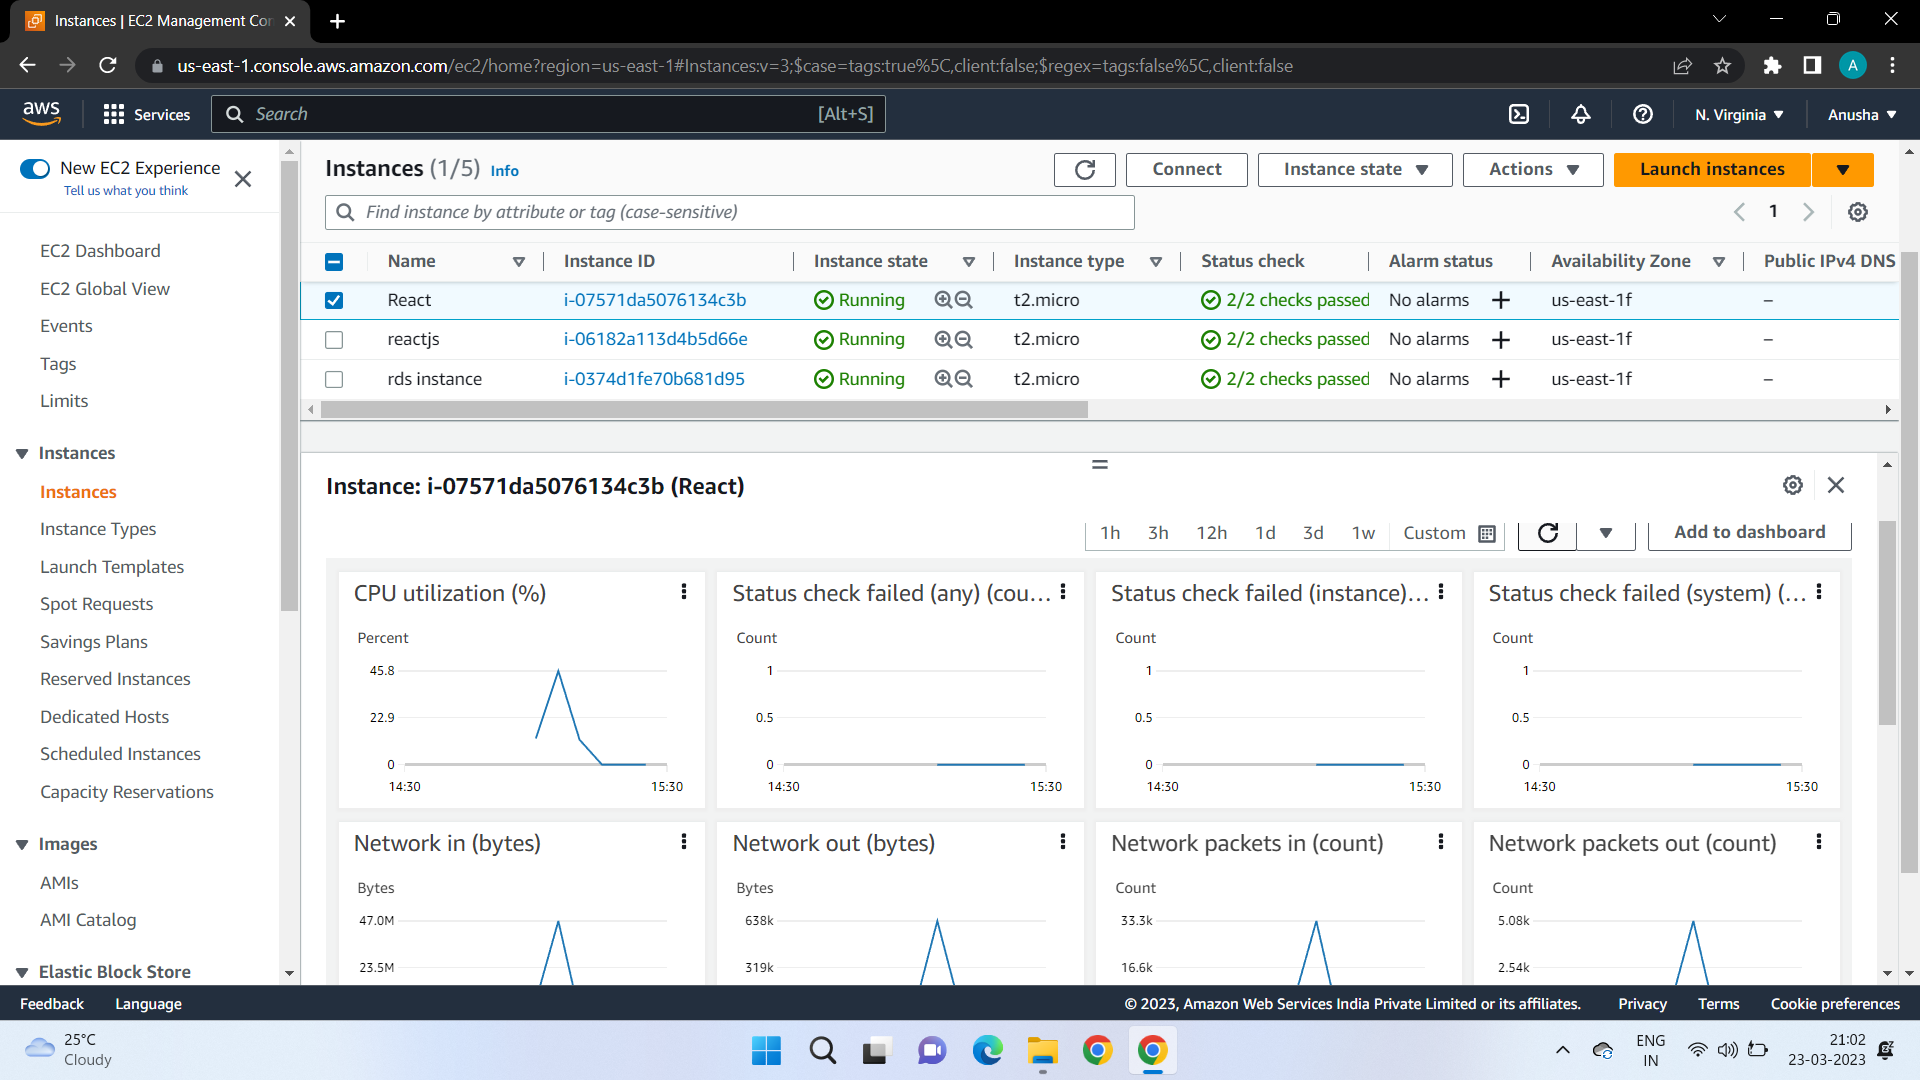 Instances | EC2 Management Con
us-east-1.console.aws.amazon.com/ec2/home?region=us-east-1#Instances:v=3;$case=tags:true%5C,client:false;$regex=tags:false%5C,client:false
A
aws
Services
Search
[Alt+S]
N. Virginia
Anusha
New EC2 Experience
Tell us what you think
EC2 Dashboard
EC2 Global View
Events
Tags
Limits
Instances
Instances
Instance Types
Launch Templates
Spot Requests
Savings Plans
Reserved Instances
Dedicated Hosts
Scheduled Instances
Capacity Reservations
Images
AMIs
AMI Catalog
Elastic Block Store
Instances (1/5) Info
Connect
Instance state
Actions
Launch instances
Find instance by attribute or tag (case-sensitive)
1
Name Instance ID Instance state Instance type Status check Alarm status Availability Zone Public IPv4 DNS
React i-07571da5076134c3b Running t2.micro 2/2 checks passed No alarms + us-east-1f –
reactjs i-06182a113d4b5d66e Running t2.micro 2/2 checks passed No alarms + us-east-1f –
rds instance i-0374d1fe70b681d95 Running t2.micro 2/2 checks passed No alarms + us-east-1f –
Instance: i-07571da5076134c3b (React)
1h 3h 12h 1d 3d 1w Custom
Add to dashboard
CPU utilization (%)
Percent
45.8
22.9
0
14:30 15:30
Status check failed (any) (cou...
Count
1
0.5
0
14:30 15:30
Status check failed (instance)...
Count
1
0.5
0
14:30 15:30
Status check failed (system) (...
Count
1
0.5
0
14:30 15:30
Network in (bytes)
Bytes
47.0M
23.5M
Network out (bytes)
Bytes
638k
319k
Network packets in (count)
Count
33.3k
16.6k
Network packets out (count)
Count
5.08k
2.54k
Feedback Language
© 2023, Amazon Web Services India Private Limited or its affiliates. Privacy Terms Cookie preferences
25°C
Cloudy
ENG
IN
21:02
23-03-2023